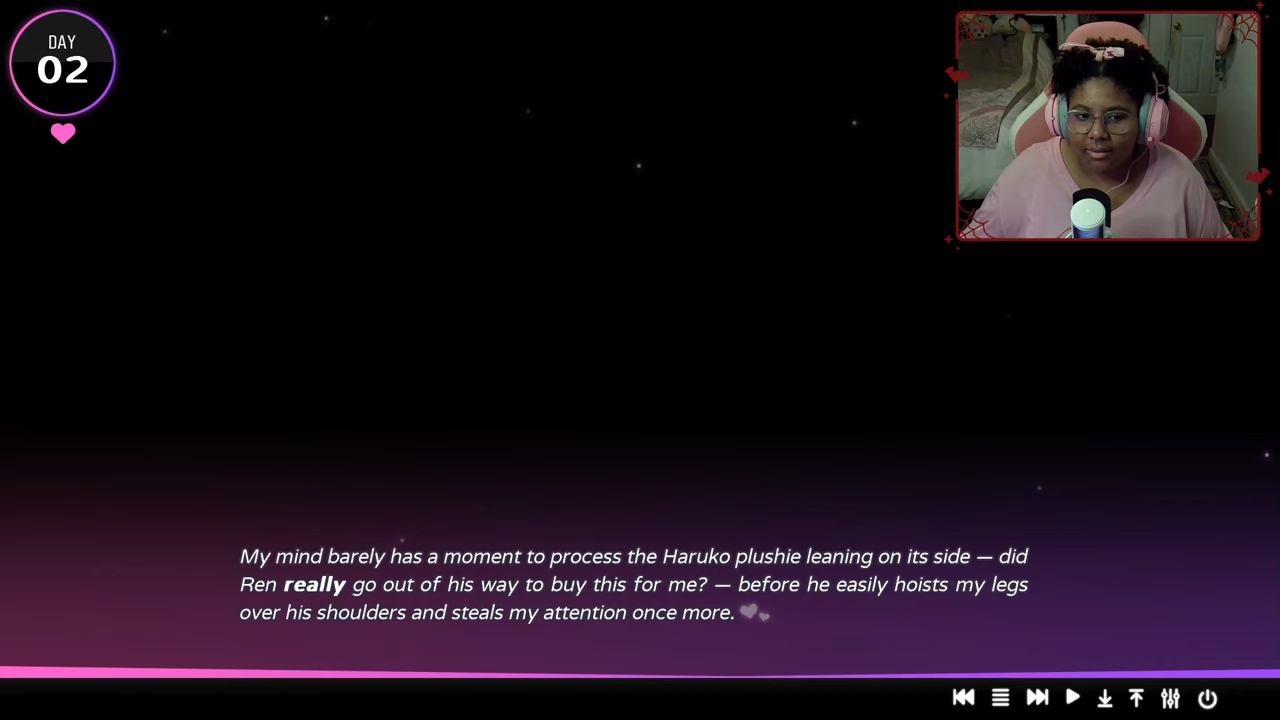 DAY
02
My mind barely has a moment to process the Haruko plushie leaning on its side — did
Ren really go out of his way to buy this for me? — before he easily hoists my legs
over his shoulders and steals my attention once more.